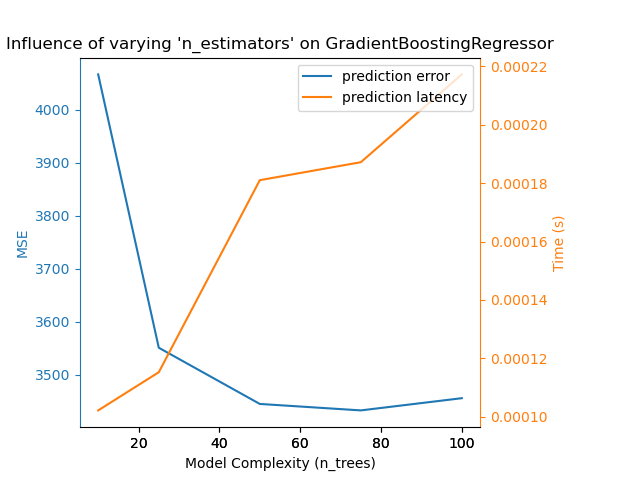 Influence of varying 'n_estimators' on GradientBoostingRegressor
prediction error
prediction latency
MSE
4000
3900
3800
3700
3600
3500
0.00022
0.00020
0.00018
0.00016
0.00014
0.00012
0.00010
Time (s)
20 40 60 80 100
Model Complexity (n_trees)